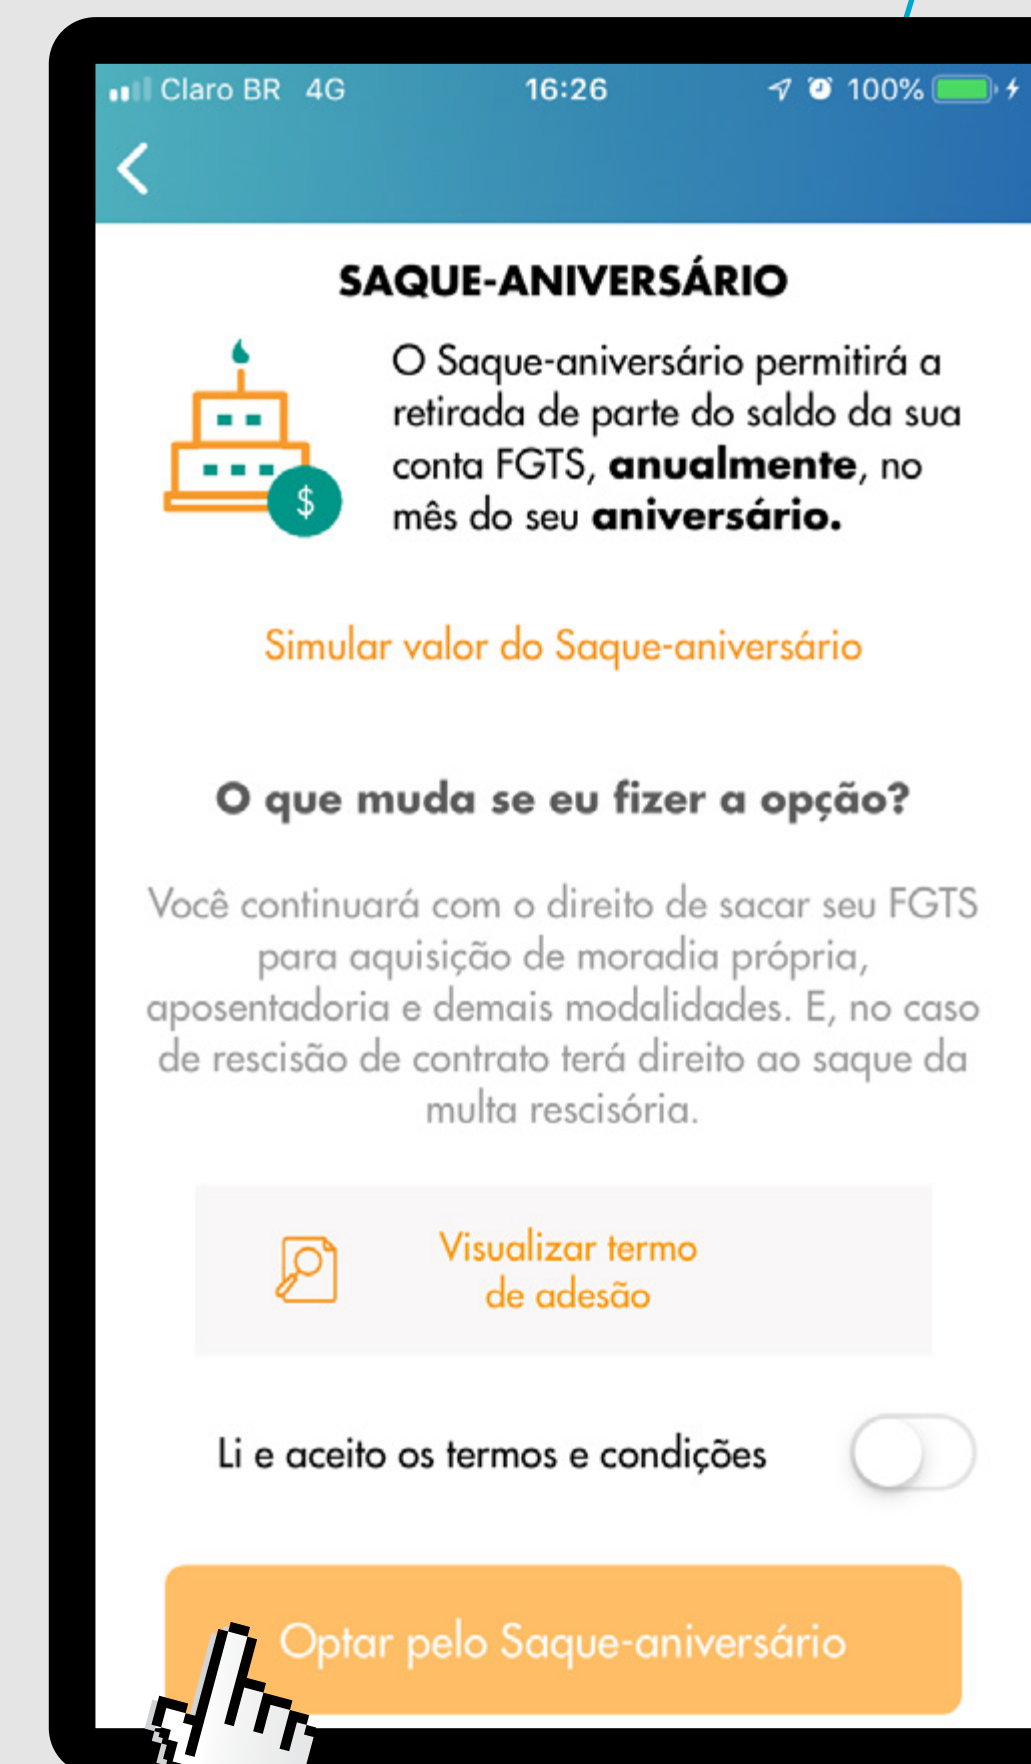 Claro BR 4G 16:26 100%
SAQUE-ANIVERSÁRIO
O Saque-aniversário permitirá a
retirada de parte do saldo da sua
conta FGTS, anualmente, no
mês do seu aniversário.
$
Simular valor do Saque-aniversário
O que muda se eu fizer a opção?
Você continuará com o direito de sacar seu FGTS
para aquisição de moradia própria,
aposentadoria e demais modalidades. E, no caso
de rescisão de contrato terá direito ao saque da
multa rescisória.
Visualizar termo
de adesão
Li e aceito os termos e condições
Optar pelo Saque-aniversário